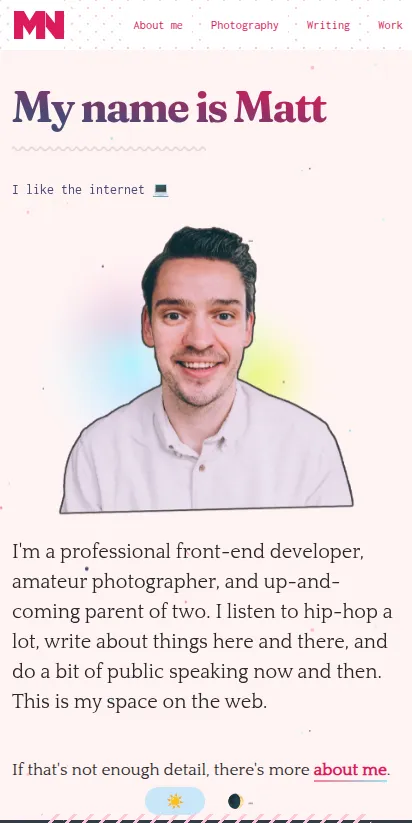 MN
About me Photography Writing Work
My name is Matt
I like the internet 💻
I'm a professional front-end developer,
amateur photographer, and up-and-
coming parent of two. I listen to hip-hop a
lot, write about things here and there, and
do a bit of public speaking now and then.
This is my space on the web.
If that's not enough detail, there's more about me.